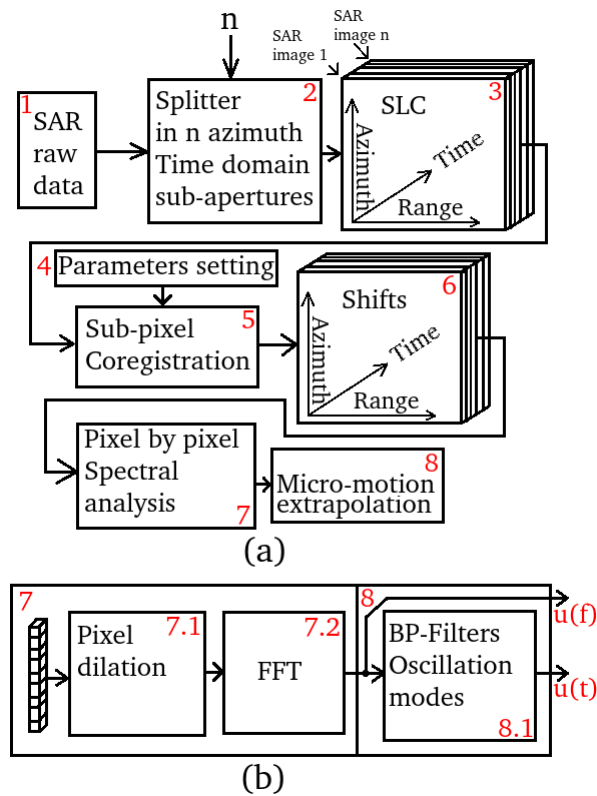 n
SAR
image n
SAR
image 1
1
SAR
raw
data
2
Splitter
in n azimuth
Time domain
sub-apertures
3
SLC
Azimuth
Time
Range
4
Parameters setting
5
Sub-pixel
Coregistration
6
Shifts
Azimuth
Time
Range
Pixel by pixel
Spectral
analysis
7
8
Micro-motion
extrapolation
(a)
7
7.1
Pixel
dilation
7.2
FFT
8
BP-Filters
Oscillation
modes
8.1
u(f)
u(t)
(b)